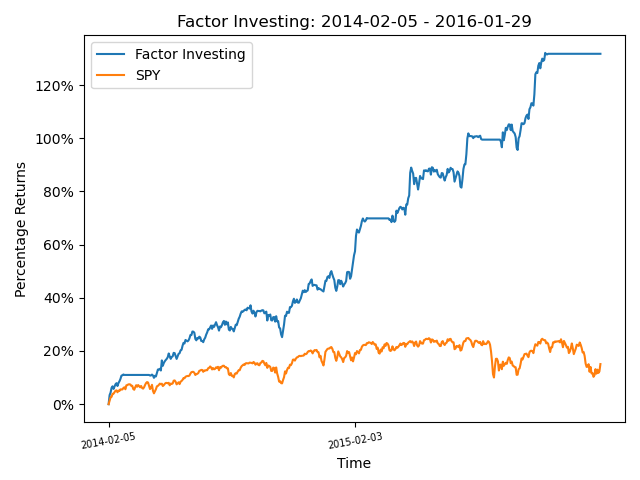 Factor Investing: 2014-02-05 - 2016-01-29
Factor Investing
SPY
120%
100%
80%
60%
40%
20%
0%
Percentage Returns
2014-02-05
2015-02-03
Time